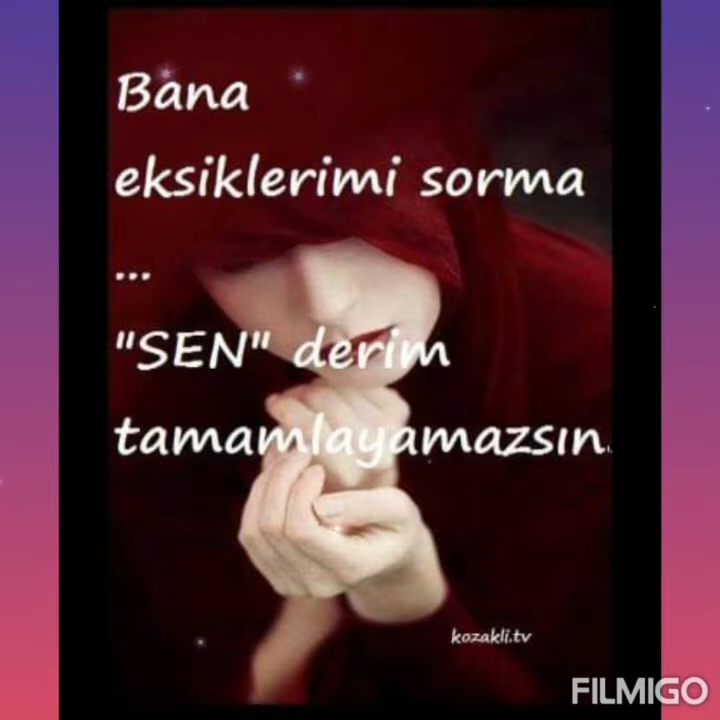 Bana
eksiklerimi sorma
...
"SEN" derim
tamamlayamazsın.
kozakli.tv
FILMIGO